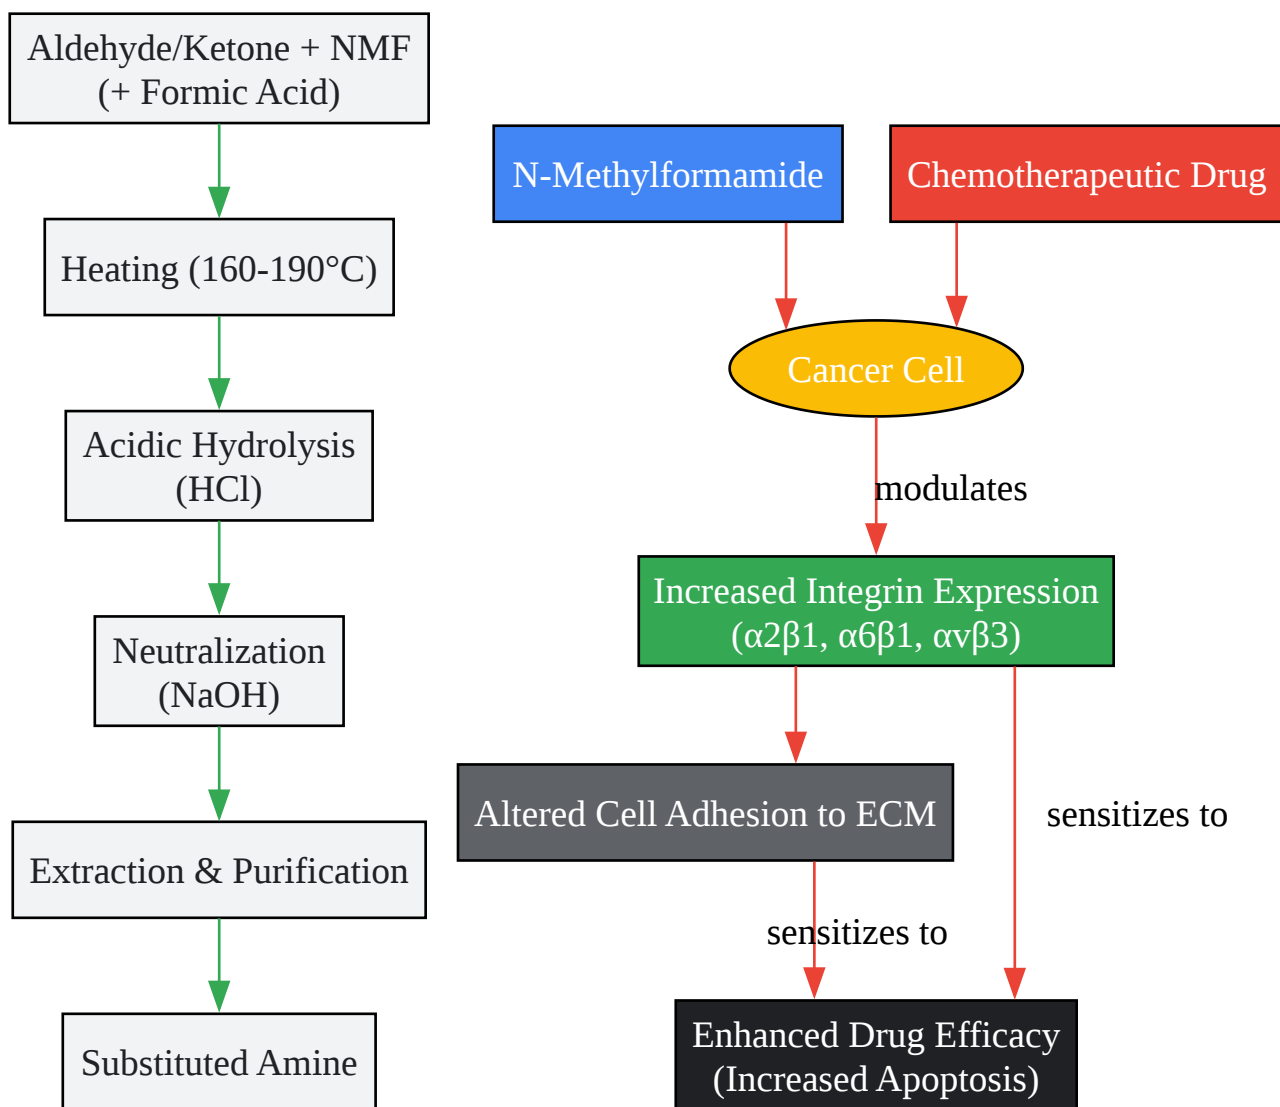 Aldehyde/Ketone + NMF
(+ Formic Acid)
Heating (160-190°C)
Acidic Hydrolysis
(HCl)
Neutralization
(NaOH)
Extraction & Purification
Substituted Amine
N-Methylformamide
Chemotherapeutic Drug
Cancer Cell
modulates
Increased Integrin Expression
(α2β1, α6β1, αvβ3)
Altered Cell Adhesion to ECM
sensitizes to
sensitizes to
Enhanced Drug Efficacy
(Increased Apoptosis)